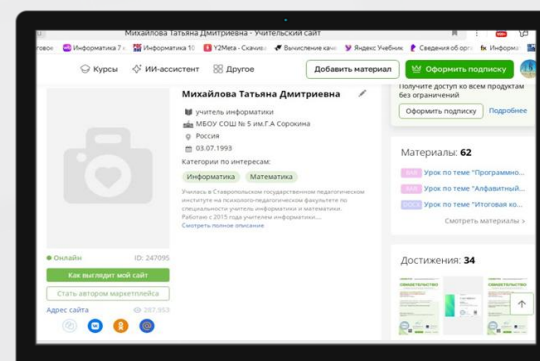 Михайлова Татьяна Дмитриевна - Учительский сайт
Информатика 7
Информатика 10
Y2Mata - Скачив
Вычисление
Яндекс Учебник
Сведения об орг
Информ
Курсы
ИИ-ассистент
Другое
Добавить материал
Оформить подписку
Михайлова Татьяна Дмитриевна
учитель информатики
МБОУ СОШ № 5 им.Г.А Сорокина
Россия
03.07.1993
Категории по интересам:
Информатика
Математика
Училась в Ставропольском государственном педагогическом
институте на психолого-педагогическом факультете по
специальности учитель информатики и математики.
Работаю с 2015 года учителем информатики...
Смотреть полное описание
Онлайн
ID: 247095
Как выглядит мой сайт
Стать автором маркетплейса
Адрес сайта
Получите доступ ко всем продуктам
без ограничений
Оформить подписку
Подробнее
Материалы: 62
Урок по теме "Программно...
Урок по теме "Алфавитный...
DOCX Урок по теме "Итоговая ко...
Смотреть материалы >
Достижения: 34
СВИДЕТЕЛЬСТВО